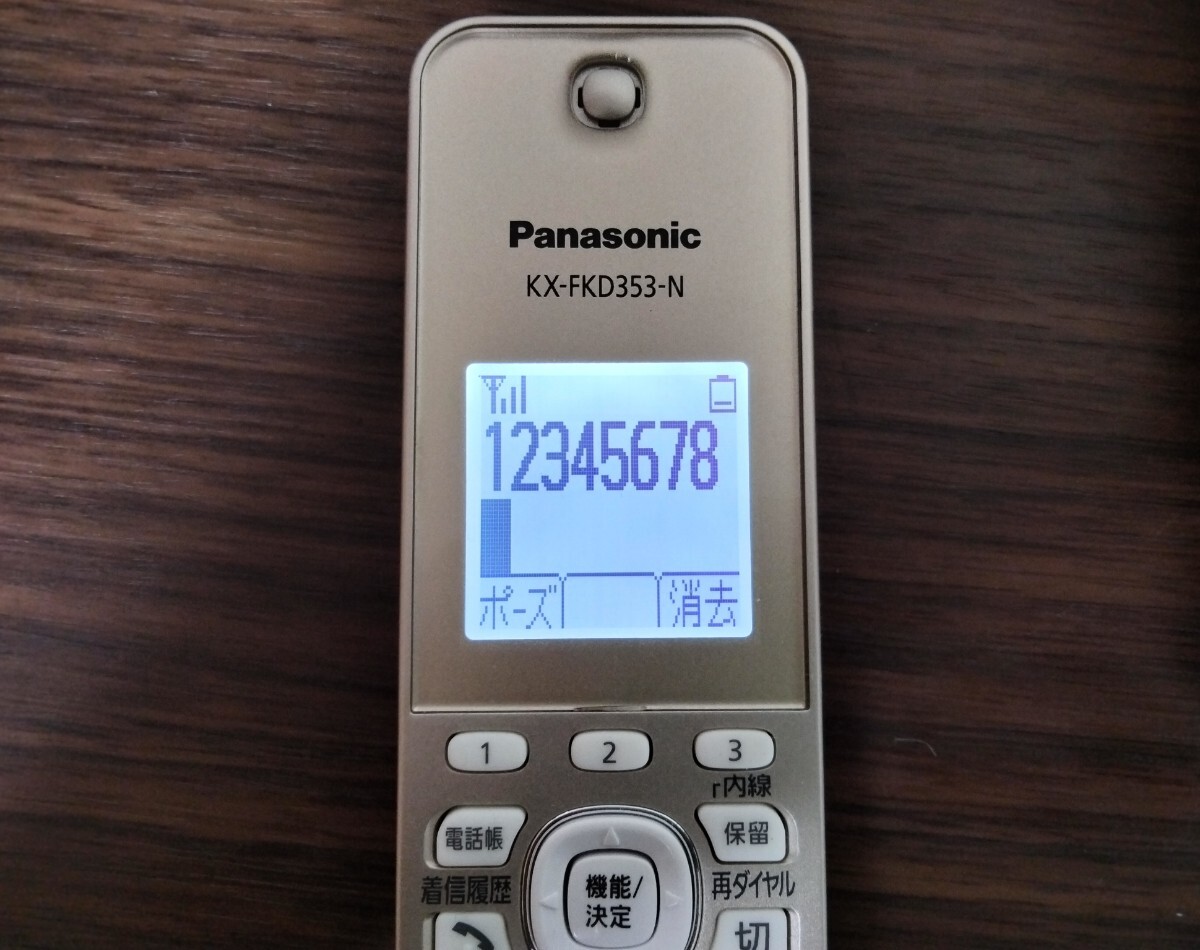 Panasonic
KX-FKD353-N
12345678
ポーズ 消去
1 2 3
r内線
電話帳 保留
着信履歴 機能/決定 再ダイヤル
切